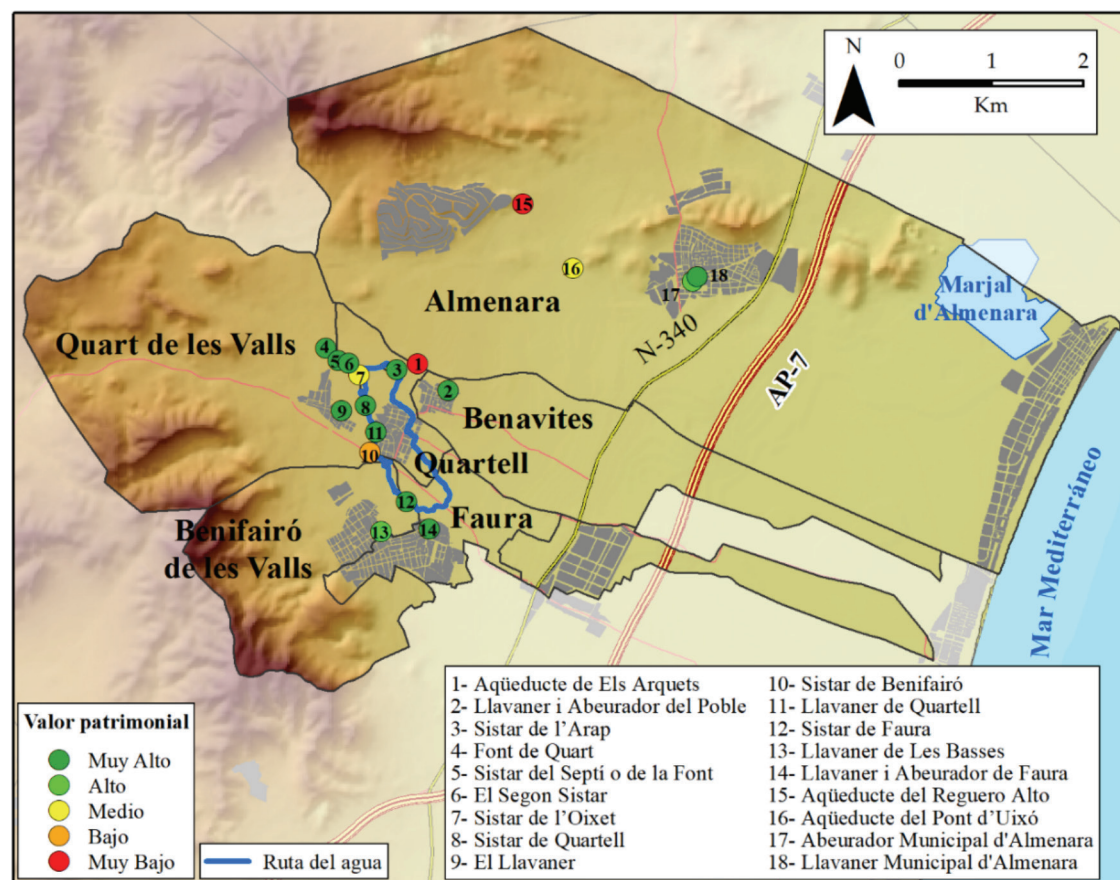 N
0 1 2
Km
15
16
18
17
Almenara
Marjal
d'Almenara
N-340
AP-7
Quart de les Valls
4
5
6
7
3
1
2
9
8
11
10
Benavites
Quartell
12
Faura
13
14
Benifairó
de les Valls
Mar Mediterráneo
Valor patrimonial
Muy Alto
Alto
Medio
Bajo
Muy Bajo
Ruta del agua
1- Aqüeducte de Els Arquets
2- Llavaner i Abeurador del Poble
3- Sistar de l’Arap
4- Font de Quart
5- Sistar del Septí o de la Font
6- El Segon Sistar
7- Sistar de l’Oixet
8- Sistar de Quartell
9- El Llavaner
10- Sistar de Benifairó
11- Llavaner de Quartell
12- Sistar de Faura
13- Llavaner de Les Basses
14- Llavaner i Abeurador de Faura
15- Aqüeducte del Reguero Alto
16- Aqüeducte del Pont d’Uixó
17- Abeurador Municipal d'Almenara
18- Llavaner Municipal d'Almenara